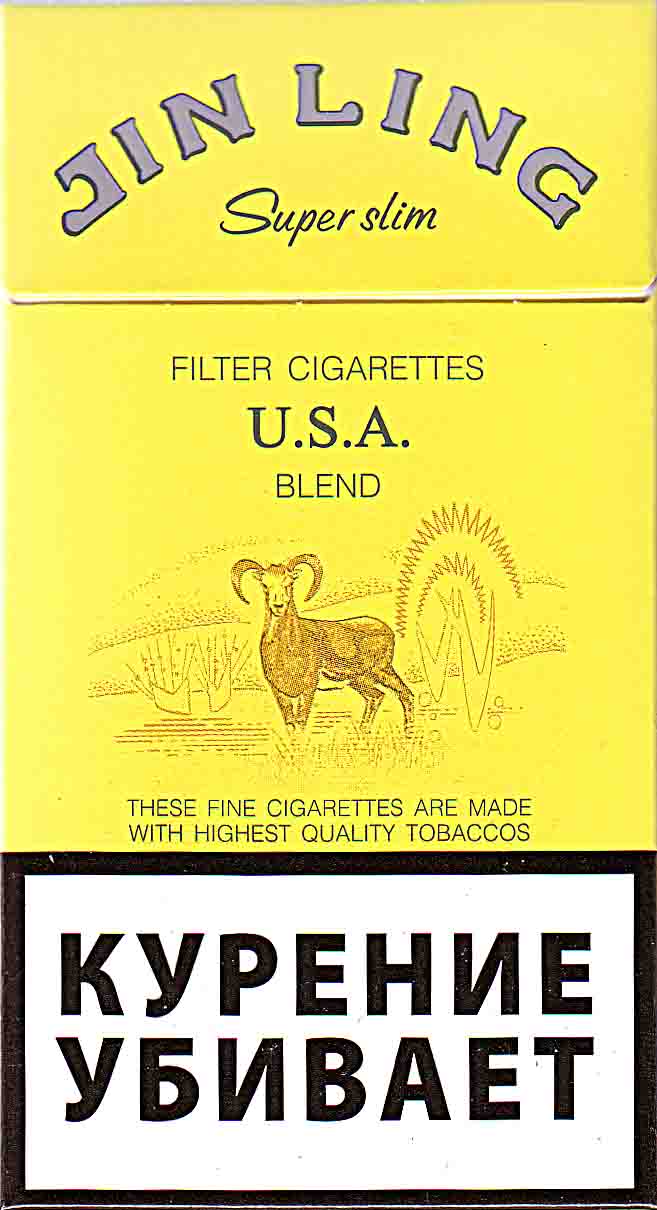 JIN LING
Super slim
FILTER CIGARETTES
U.S.A.
BLEND
THESE FINE CIGARETTES ARE MADE
WITH HIGHEST QUALITY TOBACCOS
КУРЕНИЕ
УБИВАЕТ